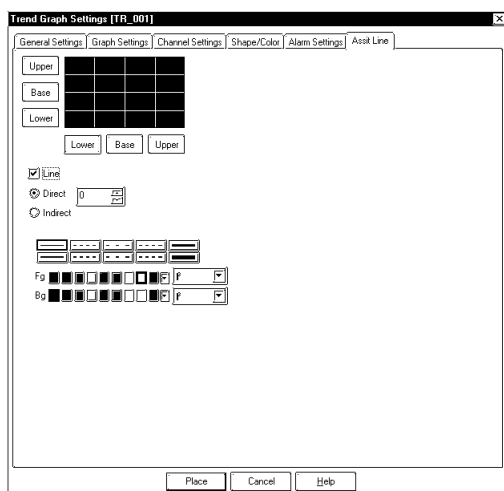 Trend Graph Settings [TR_001]
General Settings Graph Settings Channel Settings Shape/Color Alarm Settings Assit Line
Upper
Base
Lower
Lower Base Upper
Line
Direct 0
Indirect
Fg
Bg
Place Cancel Help